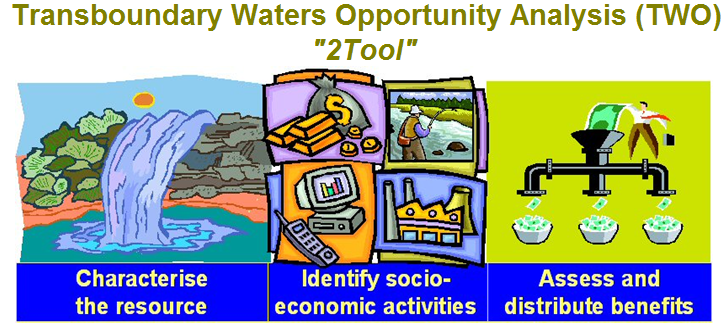 Transboundary Waters Opportunity Analysis (TWO)
"2Tool"
$
Characterise
the resource
Identify socio-
economic activities
Assess and
distribute benefits